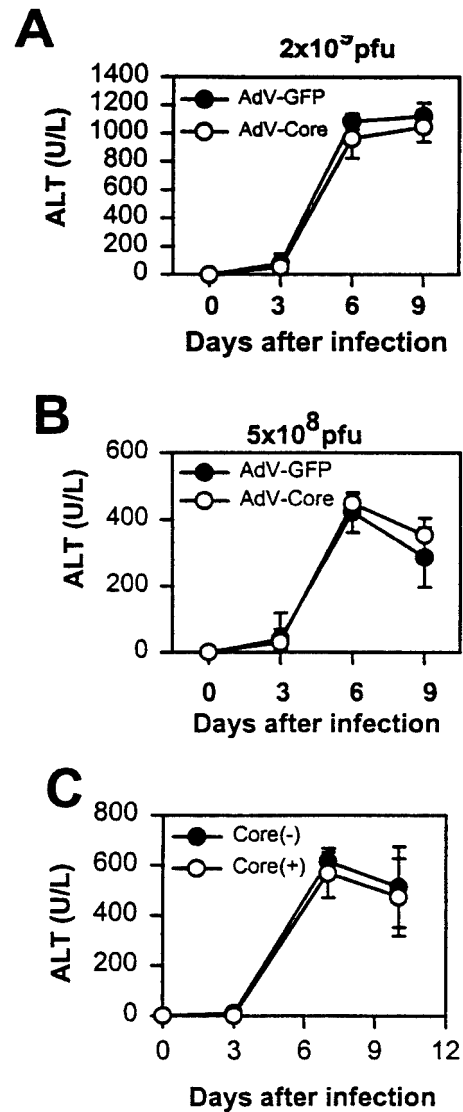 A
2x10⁹pfu
1400
1200
1000
800
600
400
200
0
ALT (U/L)
AdV-GFP
AdV-Core
0 3 6 9
Days after infection
B
5x10⁸pfu
600
400
200
0
ALT (U/L)
AdV-GFP
AdV-Core
0 3 6 9
Days after infection
C
800
600
400
200
0
ALT (U/L)
Core(-)
Core(+)
0 3 6 9 12
Days after infection